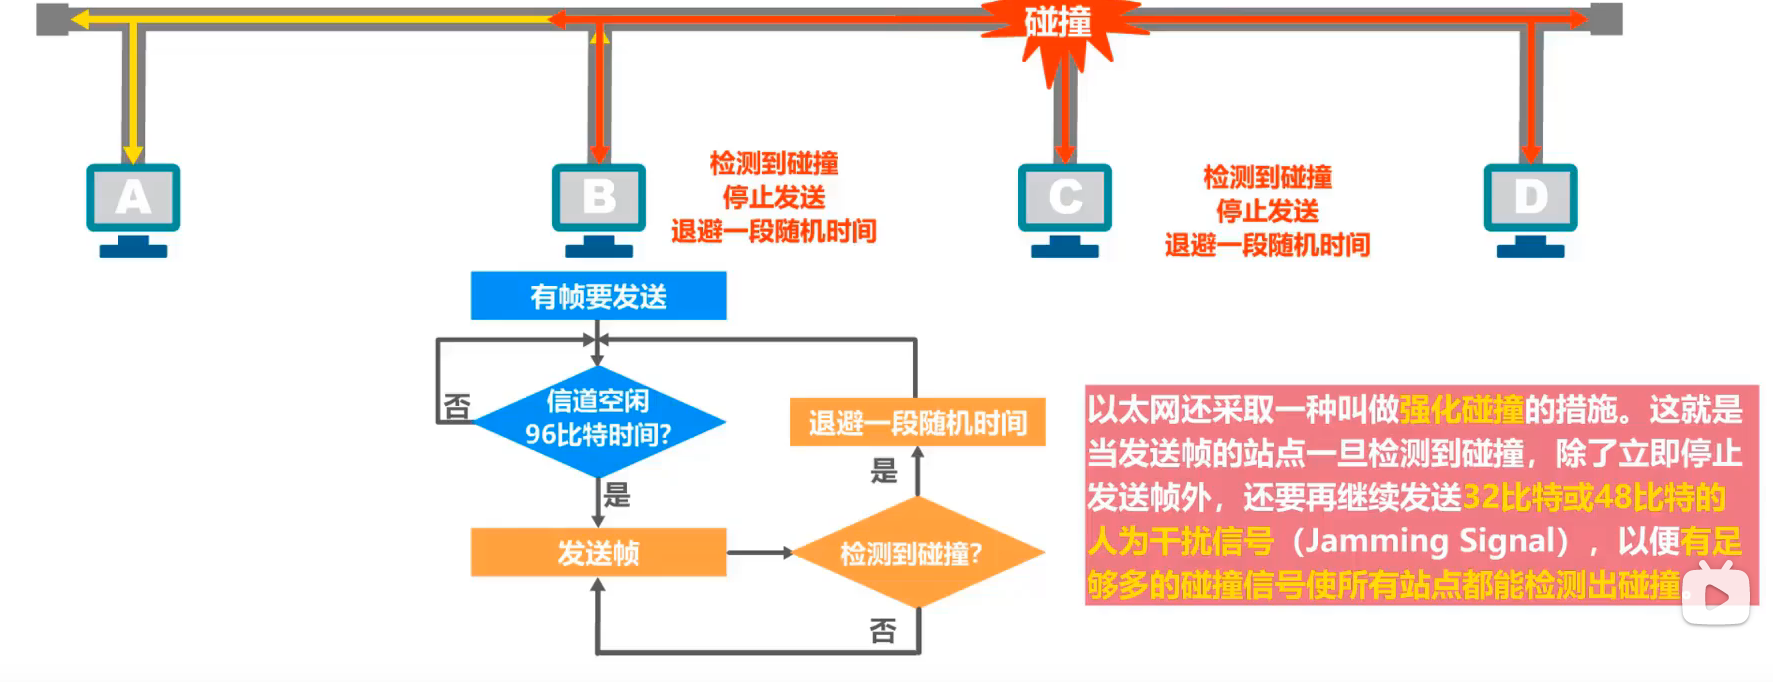 碰撞
A
B
C
D
检测到碰撞
停止发送
退避一段随机时间
检测到碰撞
停止发送
退避一段随机时间
有帧要发送
信道空闲
96比特时间?
否
是
发送帧
检测到碰撞?
是
退避一段随机时间
否
以太网还采取一种叫做强化碰撞的措施。这就是
当发送帧的站点一旦检测到碰撞，除了立即停止
发送帧外，还要再继续发送32比特或48比特的
人为干扰信号（Jamming Signal），以便有足
够多的碰撞信号使所有站点都能检测出碰撞。